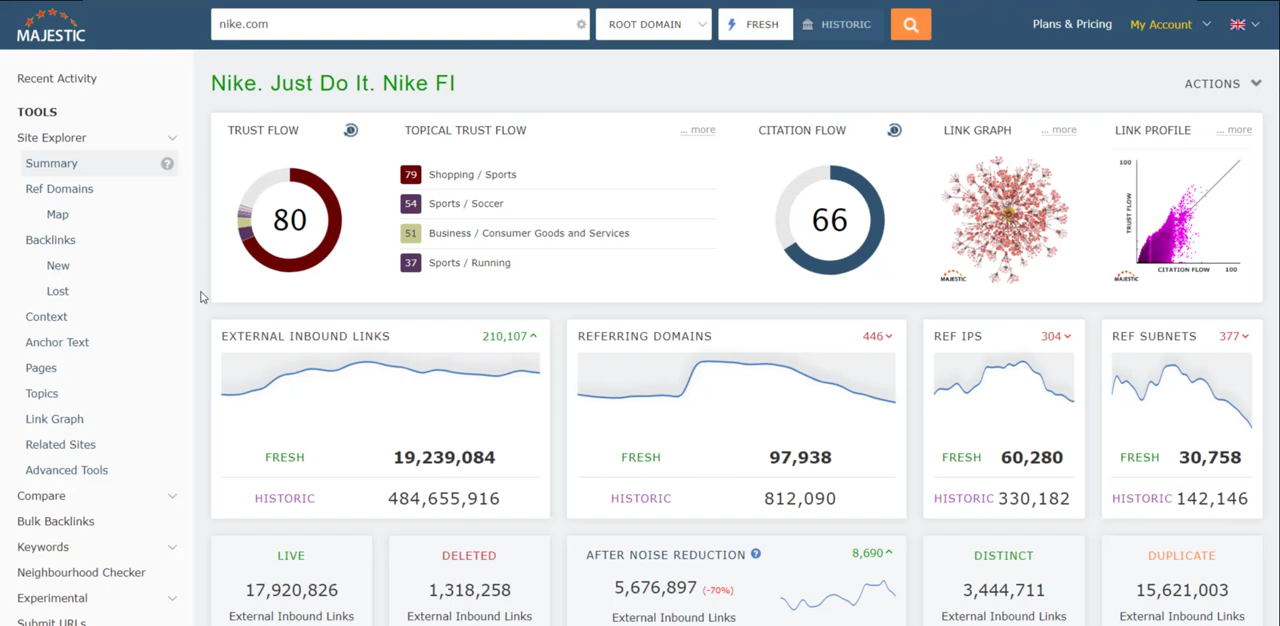 MAJESTIC
nike.com
ROOT DOMAIN
FRESH
HISTORIC
Plans & Pricing
My Account
Recent Activity
TOOLS
Site Explorer
Summary
?
Ref Domains
Map
Backlinks
New
Lost
Context
Anchor Text
Pages
Topics
Link Graph
Related Sites
Advanced Tools
Compare
Bulk Backlinks
Keywords
Neighbourhood Checker
Experimental
Submit URLs
Nike. Just Do It. Nike FI
ACTIONS
TRUST FLOW
80
TOPICAL TRUST FLOW
... more
79 Shopping / Sports
54 Sports / Soccer
51 Business / Consumer Goods and Services
37 Sports / Running
CITATION FLOW
66
LINK GRAPH
... more
MAJESTIC
LINK PROFILE
... more
100
TRUST FLOW
CITATION FLOW
100
MAJESTIC
EXTERNAL INBOUND LINKS 210,107
FRESH 19,239,084
HISTORIC 484,655,916
REFERRING DOMAINS 446
FRESH 97,938
HISTORIC 812,090
REF IPS 304
FRESH 60,280
HISTORIC 330,182
REF SUBNETS 377
FRESH 30,758
HISTORIC 142,146
LIVE
17,920,826
External Inbound Links
DELETED
1,318,258
External Inbound Links
AFTER NOISE REDUCTION ? 8,690
5,676,897 (-70%)
External Inbound Links
DISTINCT
3,444,711
External Inbound Links
DUPLICATE
15,621,003
External Inbound Links